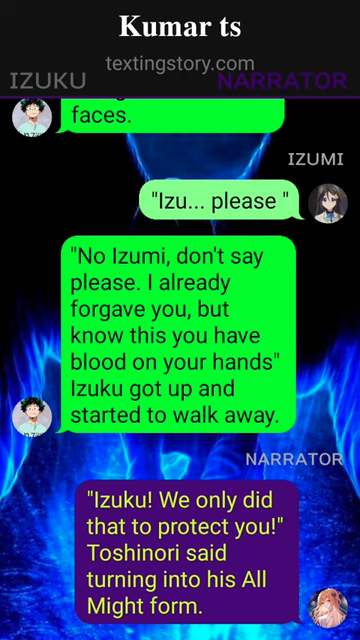 Kumar ts
textingstory.com
IZUKU NARRATOR
faces.
IZUMI
"Izu... please "
"No Izumi, don't say
please. I already
forgave you, but
know this you have
blood on your hands"
Izuku got up and
started to walk away.
NARRATOR
"Izuku! We only did
that to protect you!"
Toshinori said
turning into his All
Might form.